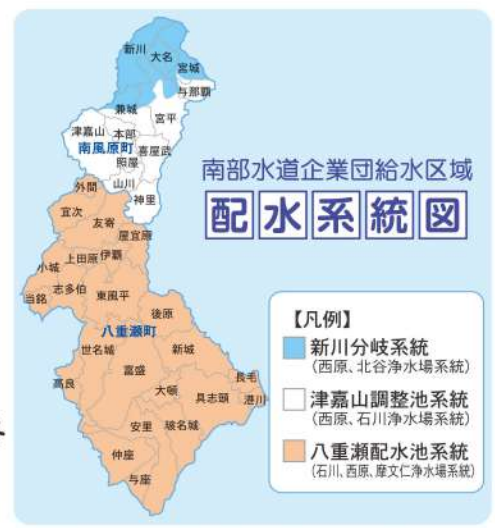 新川
大名
宮城
与那覇
兼城
宮平
津嘉山
本部
南風原町
喜屋武
照屋
山川
神里
南部水道企業団給水区域
配水系統図
外間
宜次
友寄
屋宜原
上田原
伊覇
小城
志多伯
当銘
東風平
後原
八重瀬町
世名城
新城
富盛
高良
大頓
長毛
具志頭
港川
安里
玻名城
仲座
与座
【凡例】
新川分岐系統
(西原、北谷浄水場系統)
津嘉山調整池系統
(西原、石川浄水場系統)
八重瀬配水池系統
(石川、西原、摩文仁浄水場系統)